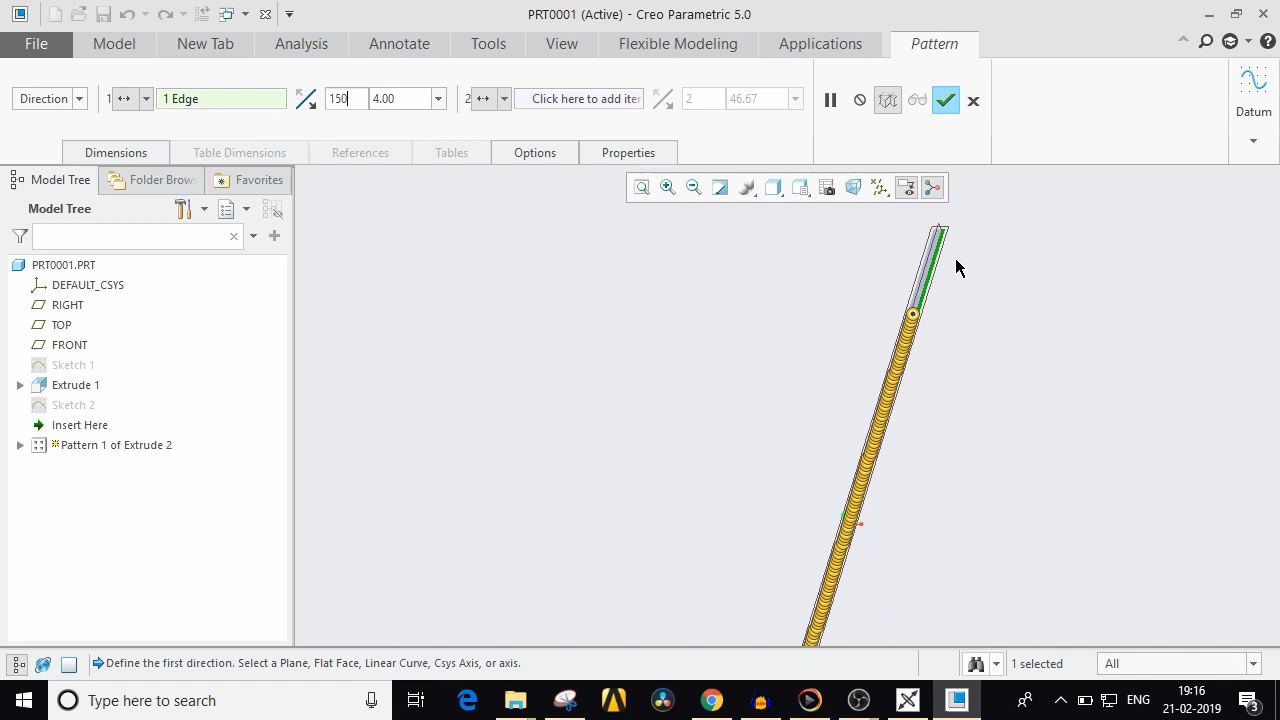 PRT0001 (Active) - Creo Parametric 5.0
File Model New Tab Analysis Annotate Tools View Flexible Modeling Applications Pattern
Direction 1 1 Edge 150 4.00 2 Click here to add iter 2 46.67
Datum
Dimensions Table Dimensions References Tables Options Properties
Model Tree Folder Brow Favorites
Model Tree
PRT0001.PRT
DEFAULT_CSYS
RIGHT
TOP
FRONT
Sketch 1
Extrude 1
Sketch 2
Insert Here
Pattern 1 of Extrude 2
Define the first direction. Select a Plane, Flat Face, Linear Curve, Csys Axis, or axis.
1 selected All
Type here to search
ENG
19:16
21-02-2019
3